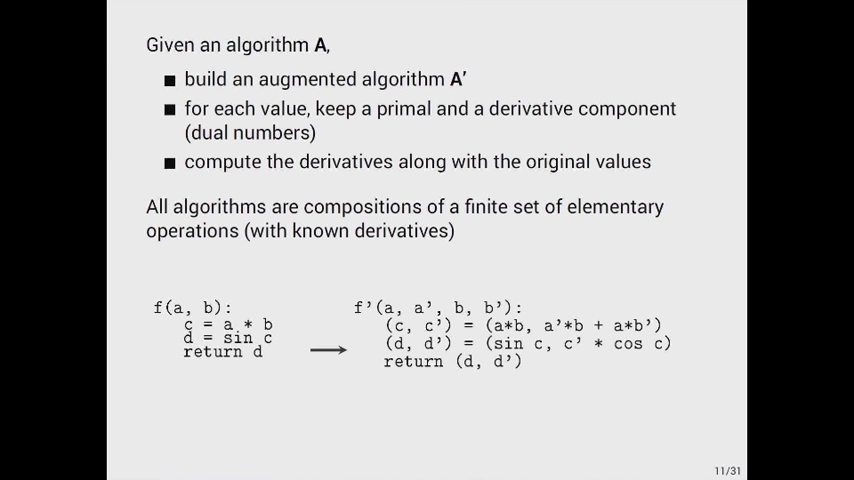 Given an algorithm A,
■ build an augmented algorithm A’
■ for each value, keep a primal and a derivative component
(dual numbers)
■ compute the derivatives along with the original values
All algorithms are compositions of a finite set of elementary
operations (with known derivatives)
f(a, b):
c = a * b
d = sin c
return d
f’(a, a’, b, b’):
(c, c’) = (a*b, a’*b + a*b’)
(d, d’) = (sin c, c’ * cos c)
return (d, d’)
11/31